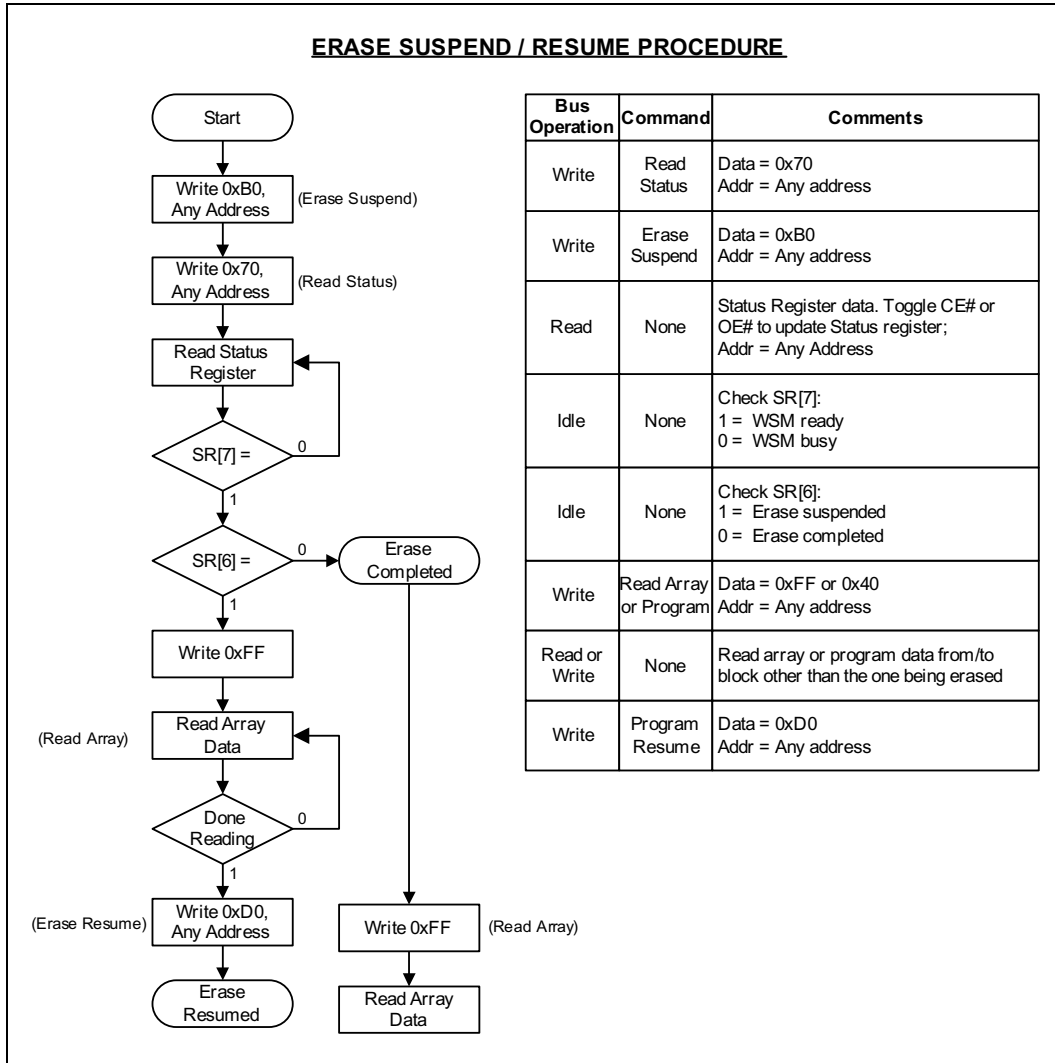 ERASE SUSPEND / RESUME PROCEDURE
Start
Write 0xB0,
Any Address
(Erase Suspend)
Write 0x70,
Any Address
(Read Status)
Read Status
Register
SR[7] =
0
1
SR[6] =
0
1
Erase
Completed
Write 0xFF
(Read Array)
Read Array
Data
Done
Reading
0
1
(Erase Resume)
Write 0xD0,
Any Address
Erase
Resumed
Write 0xFF
(Read Array)
Read Array
Data
Bus
Operation
Command
Comments
Write
Read
Status
Data = 0x70
Addr = Any address
Write
Erase
Suspend
Data = 0xB0
Addr = Any address
Read
None
Status Register data. Toggle CE# or
OE# to update Status register;
Addr = Any Address
Idle
None
Check SR[7]:
1 = WSM ready
0 = WSM busy
Idle
None
Check SR[6]:
1 = Erase suspended
0 = Erase completed
Write
Read Array
or Program
Data = 0xFF or 0x40
Addr = Any address
Read or
Write
None
Read array or program data from/to
block other than the one being erased
Write
Program
Resume
Data = 0xD0
Addr = Any address